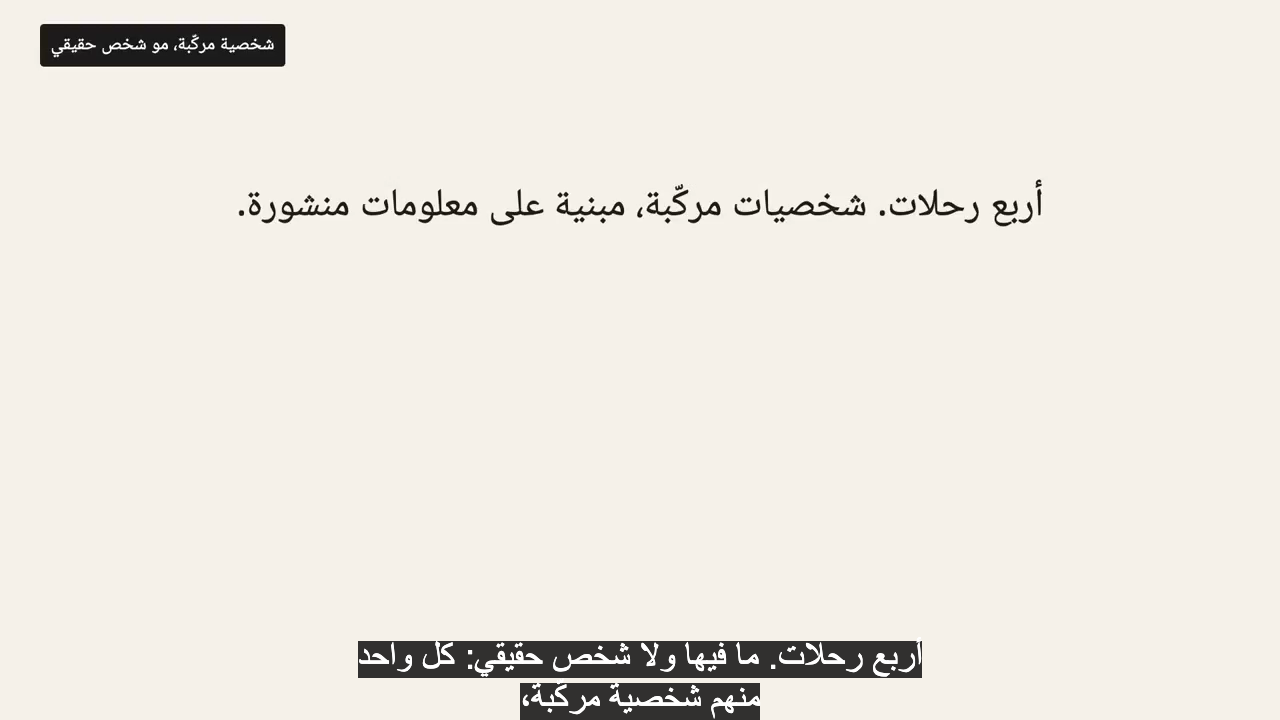 شخصية مركّبة، مو شخص حقيقي
أربع رحلات. شخصيات مركّبة، مبنية على معلومات منشورة.
أربع رحلات. ما فيها ولا شخص حقيقي: كل واحد
منهم شخصية مركّبة،